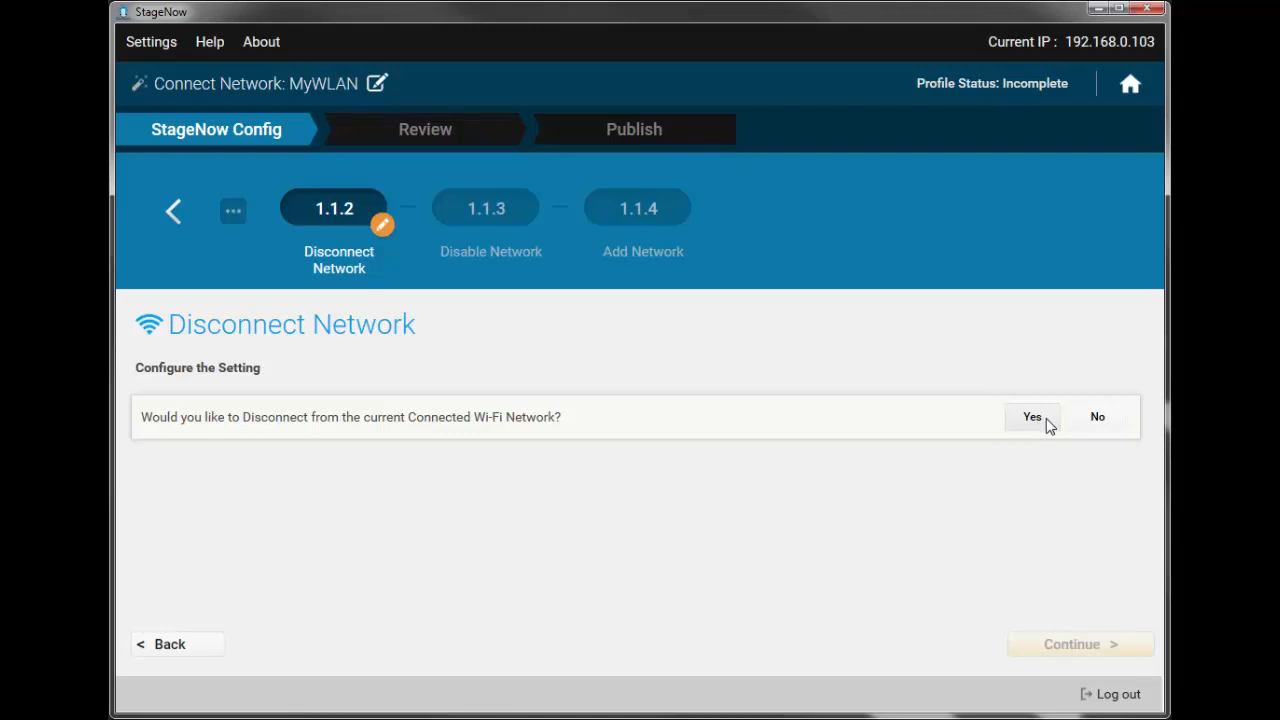 StageNow
Settings Help About Current IP : 192.168.0.103
Connect Network: MyWLAN Profile Status: Incomplete
StageNow Config Review Publish
... 1.1.2 1.1.3 1.1.4
Disconnect Network Disable Network Add Network
Disconnect Network
Configure the Setting
Would you like to Disconnect from the current Connected Wi-Fi Network? Yes No
< Back Continue >
Log out